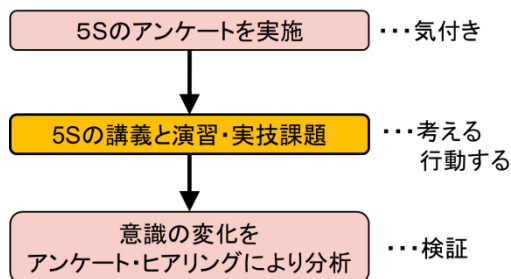 5Sのアンケートを実施
･･･気付き
5Sの講義と演習・実技課題
･･･考える
行動する
意識の変化を
アンケート・ヒアリングにより分析
･･･検証